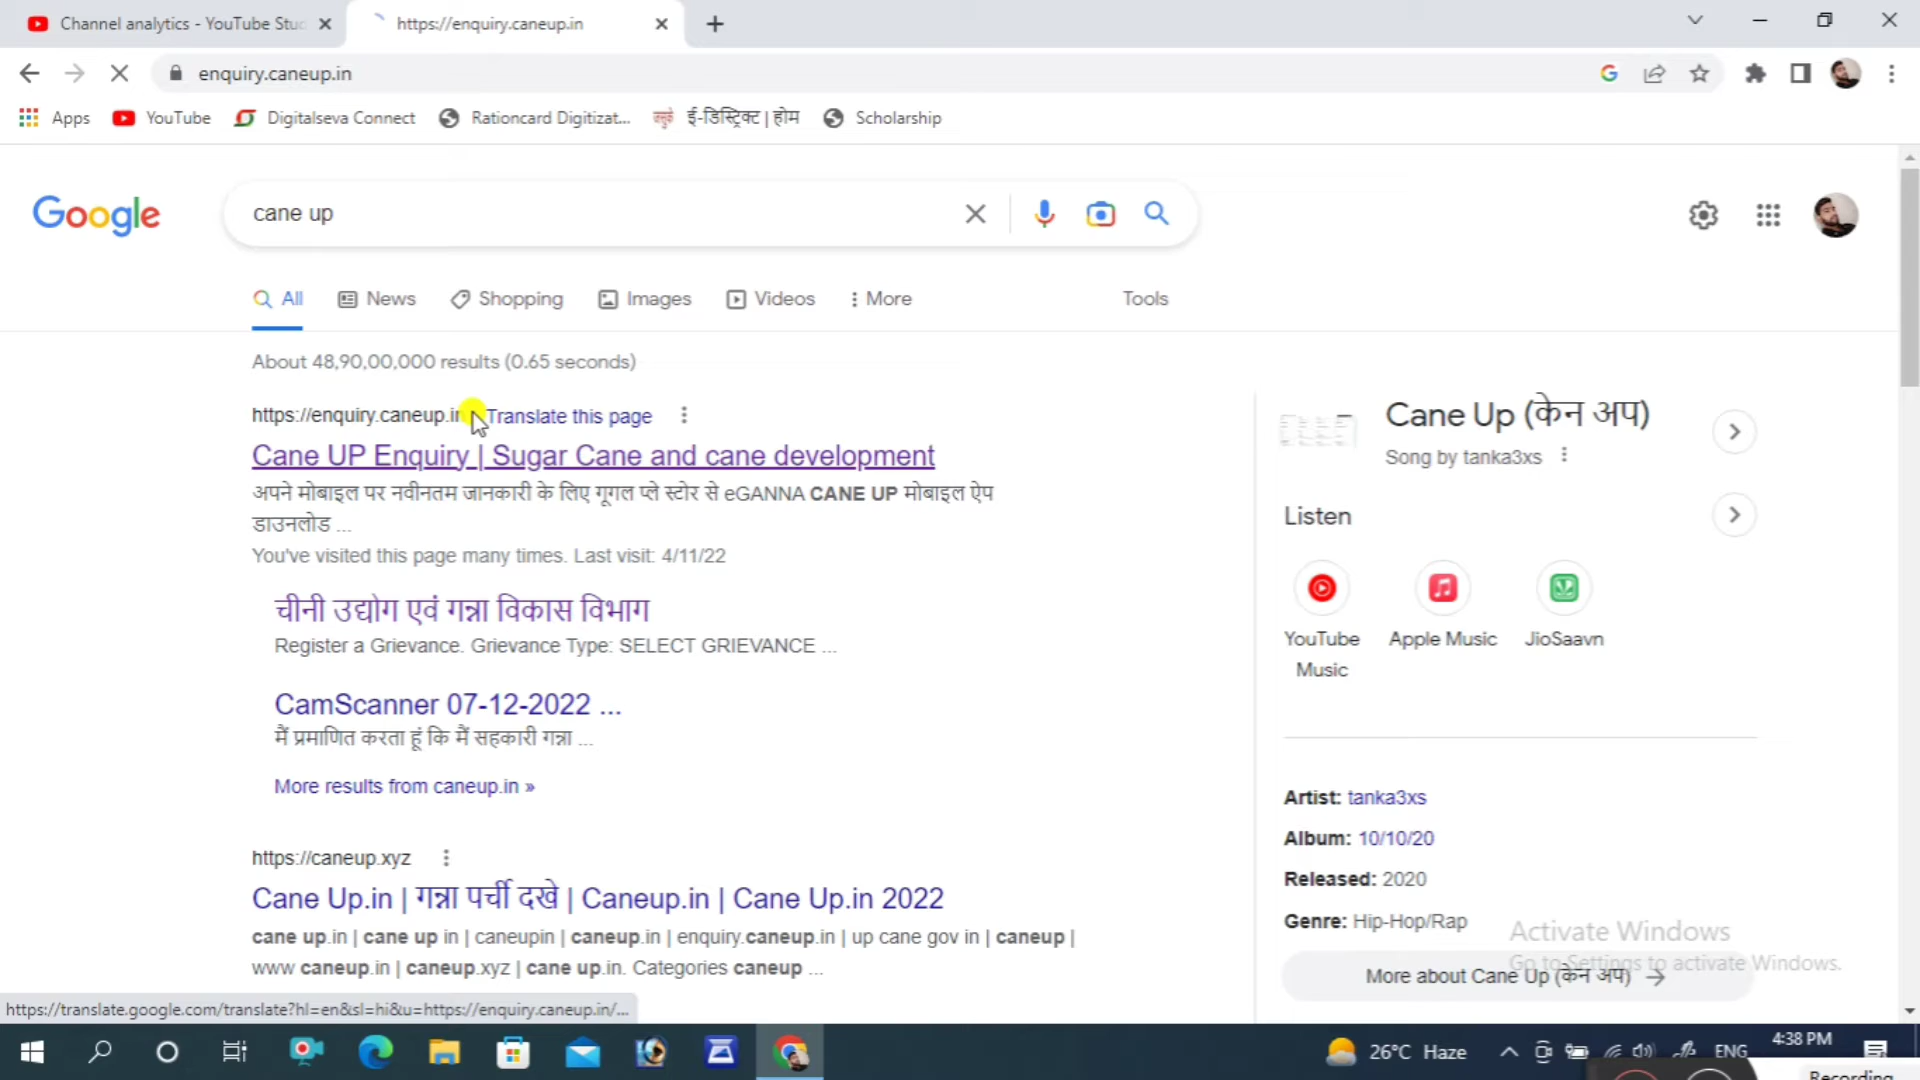 Channel analytics - YouTube Stu
https://enquiry.caneup.in
enquiry.caneup.in
Apps
YouTube
Digitalseva Connect
Rationcard Digitizat...
ई-डिस्ट्रिक्ट | होम
Scholarship
Google
cane up
All
News
Shopping
Images
Videos
More
Tools
About 48,90,00,000 results (0.65 seconds)
https://enquiry.caneup.in
Translate this page
Cane UP Enquiry | Sugar Cane and cane development
अपने मोबाइल पर नवीनतम जानकारी के लिए गूगल प्ले स्टोर से eGANNA CANE UP मोबाइल ऐप
डाउनलोड ...
You've visited this page many times. Last visit: 4/11/22
चीनी उद्योग एवं गन्ना विकास विभाग
Register a Grievance. Grievance Type: SELECT GRIEVANCE ...
CamScanner 07-12-2022 ...
मैं प्रमाणित करता हूं कि मैं सहकारी गन्ना ...
More results from caneup.in »
https://caneup.xyz
Cane Up.in | गन्ना पर्ची दखे | Caneup.in | Cane Up.in 2022
cane up.in | cane up in | caneupin | caneup.in | enquiry.caneup.in | up cane gov in | caneup |
www caneup.in | caneup.xyz | cane up.in. Categories caneup ...
Cane Up (केन अप)
Song by tanka3xs
Listen
YouTube Music
Apple Music
JioSaavn
Artist: tanka3xs
Album: 10/10/20
Released: 2020
Genre: Hip-Hop/Rap
More about Cane Up (केन अप)
Activate Windows
Go to Settings to activate Windows.
https://translate.google.com/translate?hl=en&sl=hi&u=https://enquiry.caneup.in/...
26°C Haze
ENG
4:38 PM
Recording